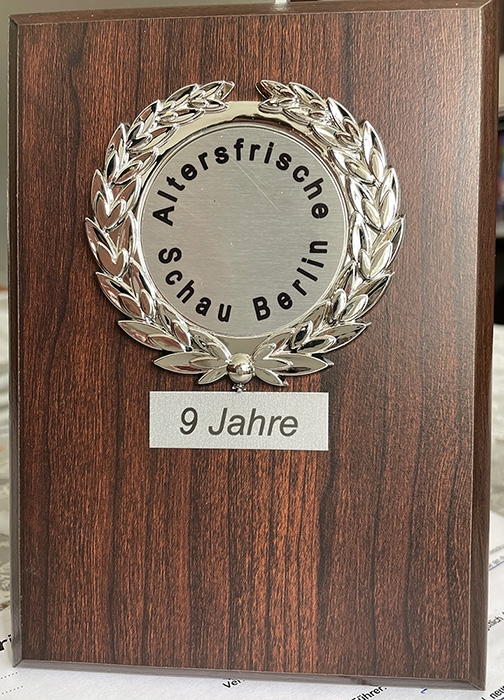 Altersfrische
Schau Berlin
9 Jahre